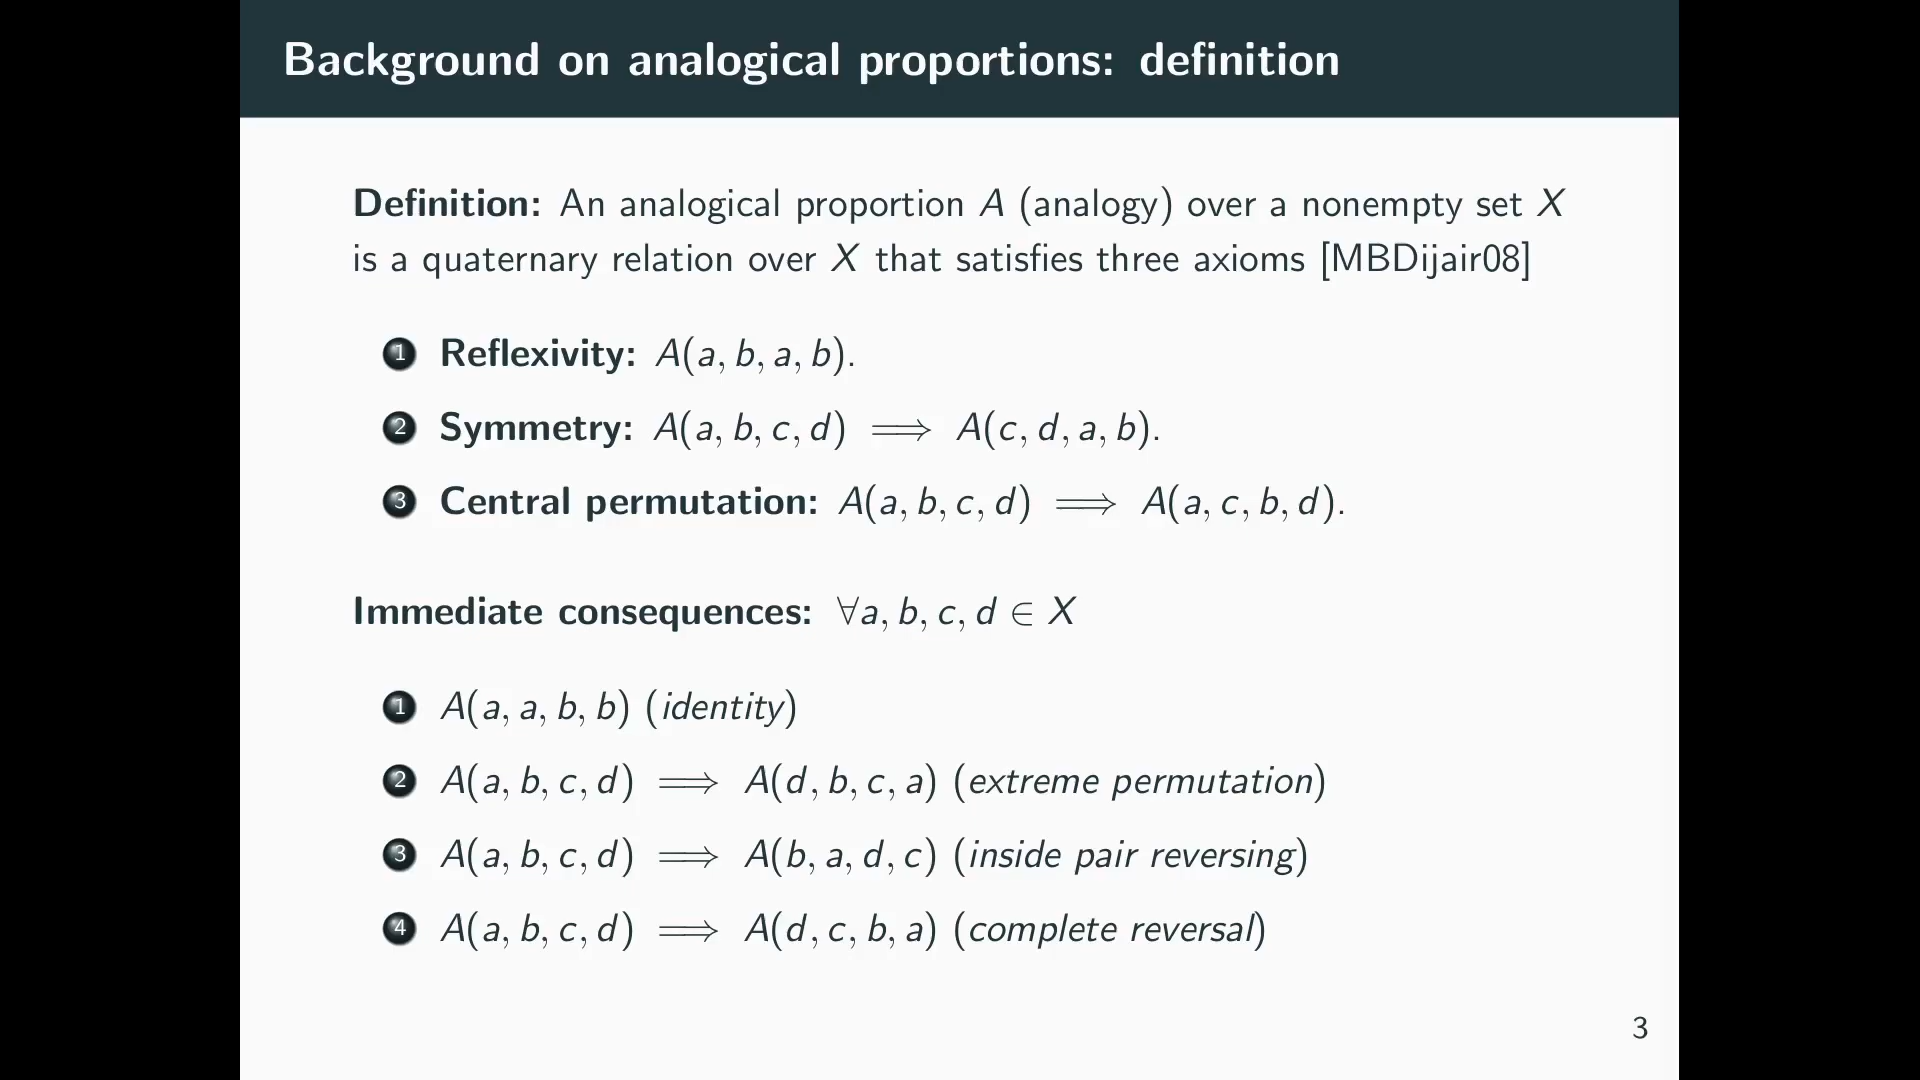 Background on analogical proportions: definition
Definition: An analogical proportion A (analogy) over a nonempty set X
is a quaternary relation over X that satisfies three axioms [MBDijair08]
1 Reflexivity: A(a, b, a, b).
2 Symmetry: A(a, b, c, d) ⟹ A(c, d, a, b).
3 Central permutation: A(a, b, c, d) ⟹ A(a, c, b, d).
Immediate consequences: ∀a, b, c, d ∈ X
1 A(a, a, b, b) (identity)
2 A(a, b, c, d) ⟹ A(d, b, c, a) (extreme permutation)
3 A(a, b, c, d) ⟹ A(b, a, d, c) (inside pair reversing)
4 A(a, b, c, d) ⟹ A(d, c, b, a) (complete reversal)
3